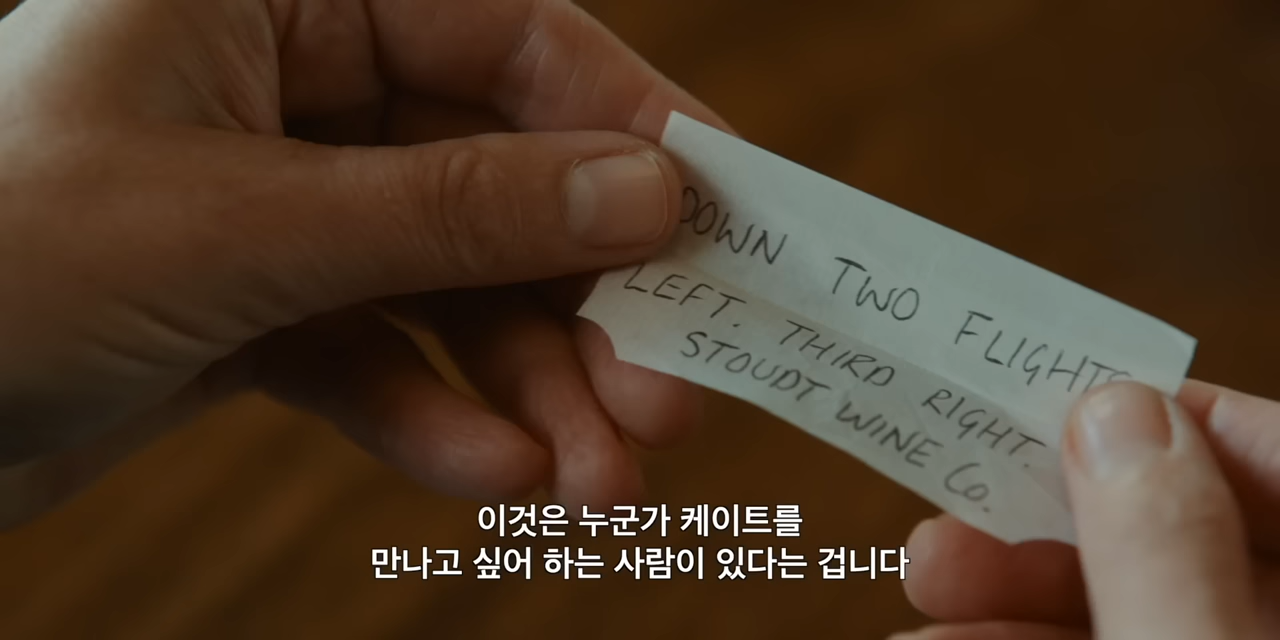 DOWN TWO FLIGHTS
LEFT. THIRD RIGHT.
STOUDT WINE Co.
이것은 누군가 케이트를
만나고 싶어 하는 사람이 있다는 겁니다